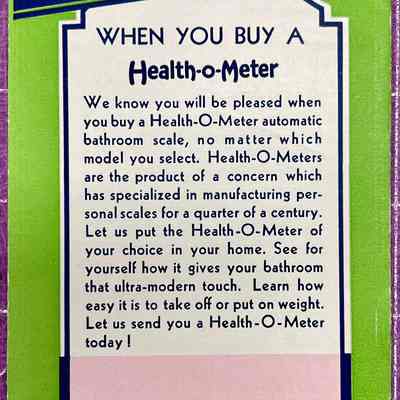 WHEN YOU BUY A
Health-o-Meter
We know you will be pleased when
you buy a Health-O-Meter automatic
bathroom scale, no matter which
model you select. Health-O-Meters
are the product of a concern which
has specialized in manufacturing per-
sonal scales for a quarter of a century.
Let us put the Health-O-Meter of
your choice in your home. See for
yourself how it gives your bathroom
that ultra-modern touch. Learn how
easy it is to take off or put on weight.
Let us send you a Health-O-Meter
today!